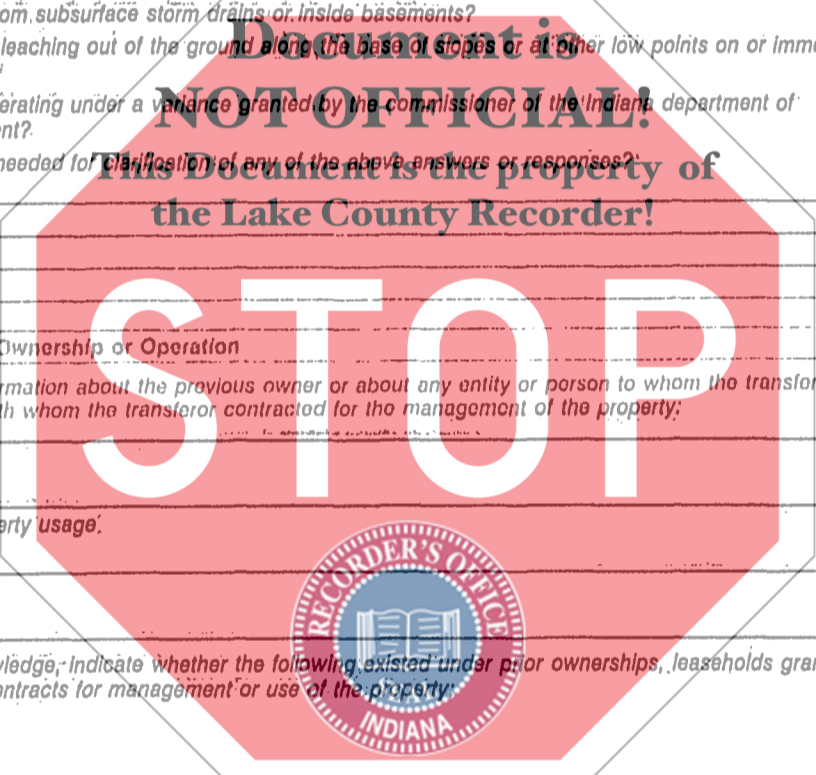 om subsurface storm drains or inside basements?
Document is
leaching out of the ground along the base of slopes or at other low points on or imme
NOT OFFICIAL!
erating under a variance granted by the commissioner of the Indiana department of
nt?
This Document is the property of
needed for clarification of any of the above answers or responses?
the Lake County Recorder!
STOP
Ownership or Operation
rmation about the previous owner or about any entity or person to whom the transfer
th whom the transferor contracted for the management of the property:
erty usage.
RECORDER'S OFFICE
vledge, indicate whether the following existed under prior ownerships, leaseholds gra
ontracts for management or use of the property:
INDIANA